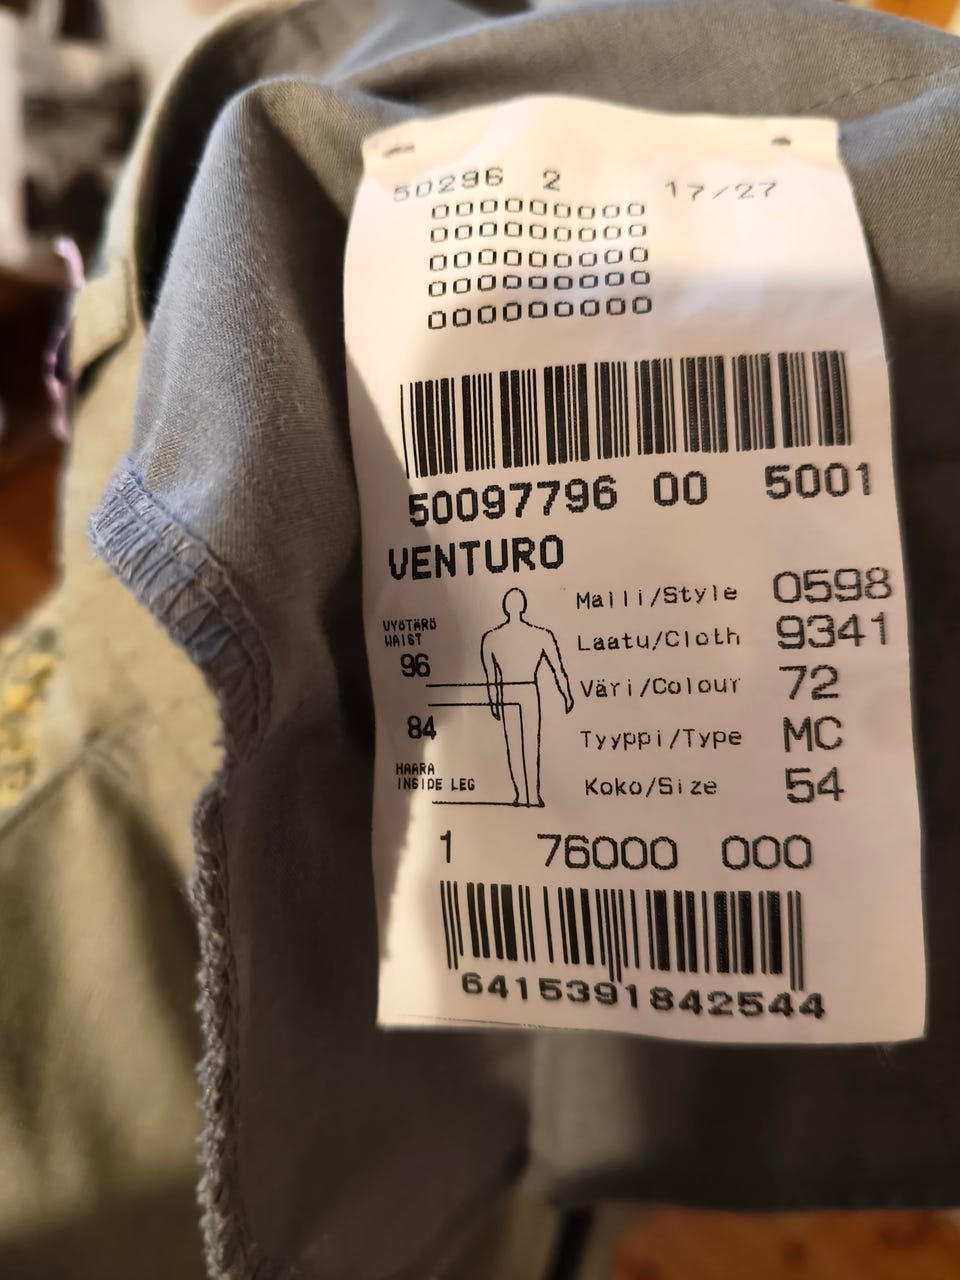 50296 2 17/27
000000000
000000000
000000000
000000000
000000000
50097796 00 5001
VENTURO
VYÖTÄRÖ
WAIST
96
84
HAARA
INSIDE LEG
Malli/Style 0598
Laatu/Cloth 9341
Väri/Colour 72
Tyyppi/Type MC
Koko/Size 54
1 76000 000
6415391842544